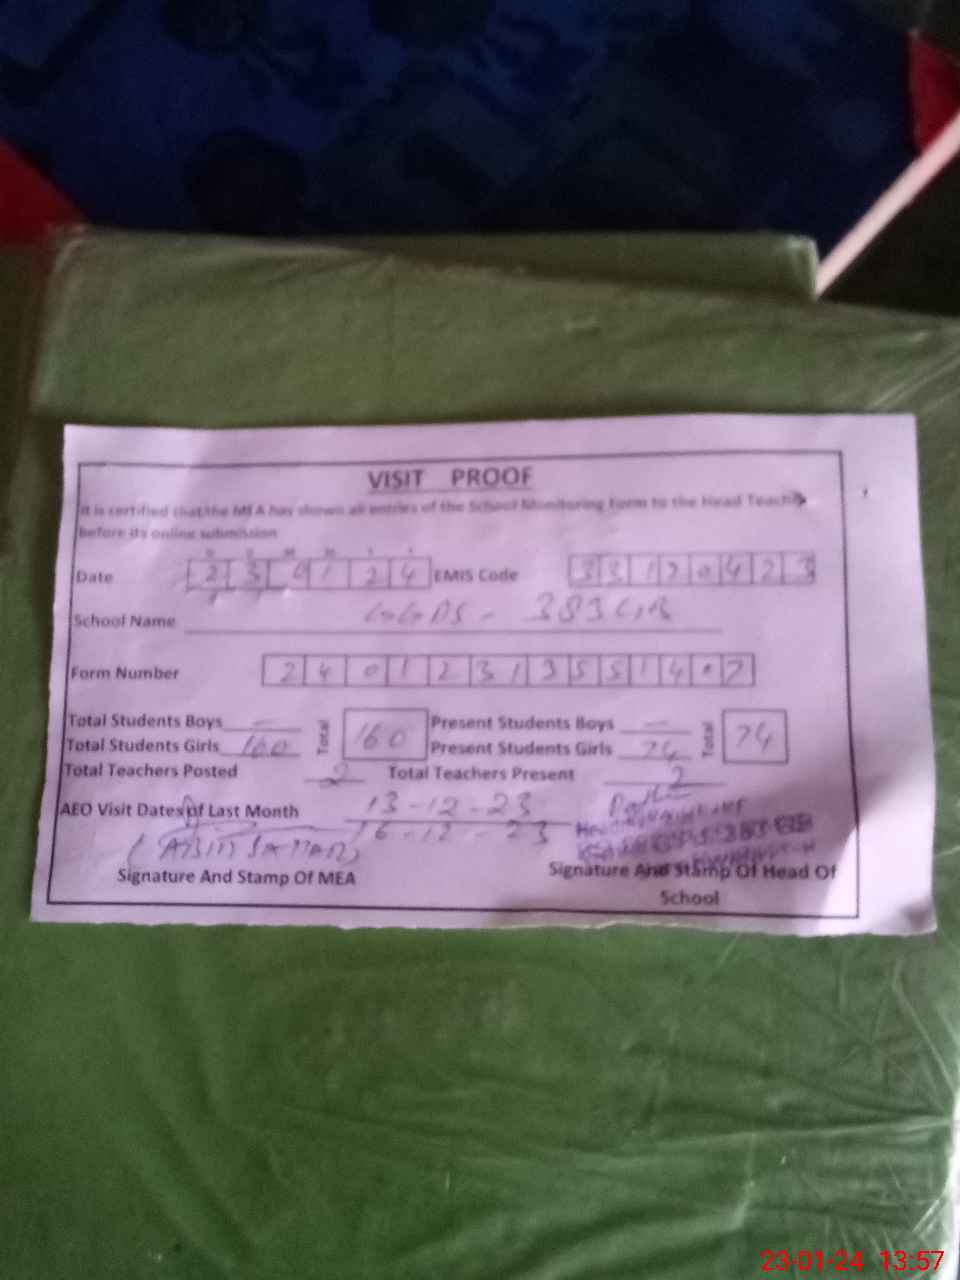 VISIT PROOF
It is certified that the MEA has shown all entries of the School Monitoring Form to the Head Teacher
before its online submission
D D M M Y Y
Date 2 3 0 1 2 4 EMIS Code 3 3 1 2 0 4 2 3
School Name GGPS - 383 G.B
Form Number 2 4 0 1 2 3 1 3 5 5 1 4 0 7
Total Students Boys — Total 160 Present Students Boys — Total 74
Total Students Girls 160 Present Students Girls 74
Total Teachers Posted 2 Total Teachers Present 2
AEO Visit Dates of Last Month 13-12-23
16-12-23
Signature And Stamp Of MEA
Signature And Stamp Of Head Of
School
23-01-24 13:57